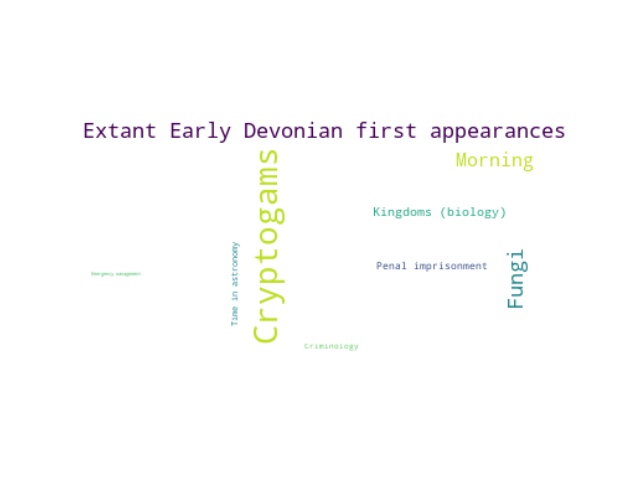 Extant Early Devonian first appearances
Morning
Cryptogams
Kingdoms (biology)
Time in astronomy
Fungi
Penal imprisonment
Emergency management
Criminology